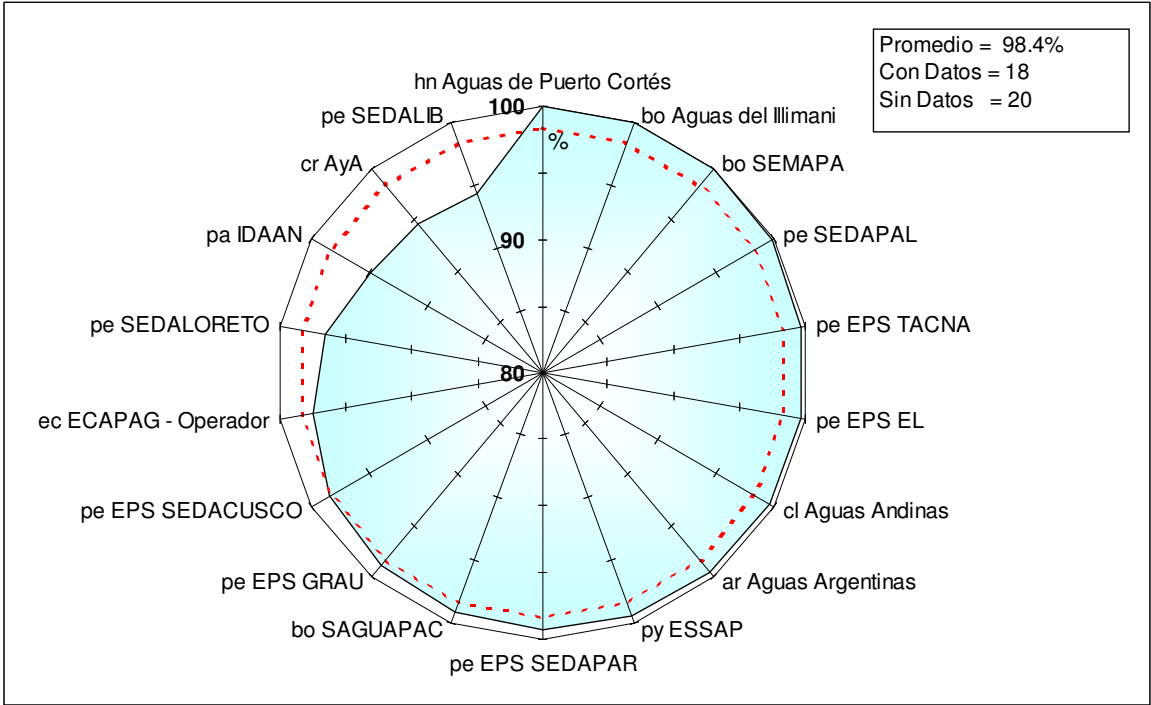 Promedio = 98.4%
Con Datos = 18
Sin Datos = 20
hn Aguas de Puerto Cortés
100
%
90
80
bo Aguas del Illimani
bo SEMAPA
pe SEDAPAL
pe EPS TACNA
pe EPS EL
cl Aguas Andinas
ar Aguas Argentinas
py ESSAP
pe EPS SEDAPAR
bo SAGUAPAC
pe EPS GRAU
pe EPS SEDACUSCO
ec ECAPAG - Operador
pe SEDALORETO
pa IDAAN
cr AyA
pe SEDALIB